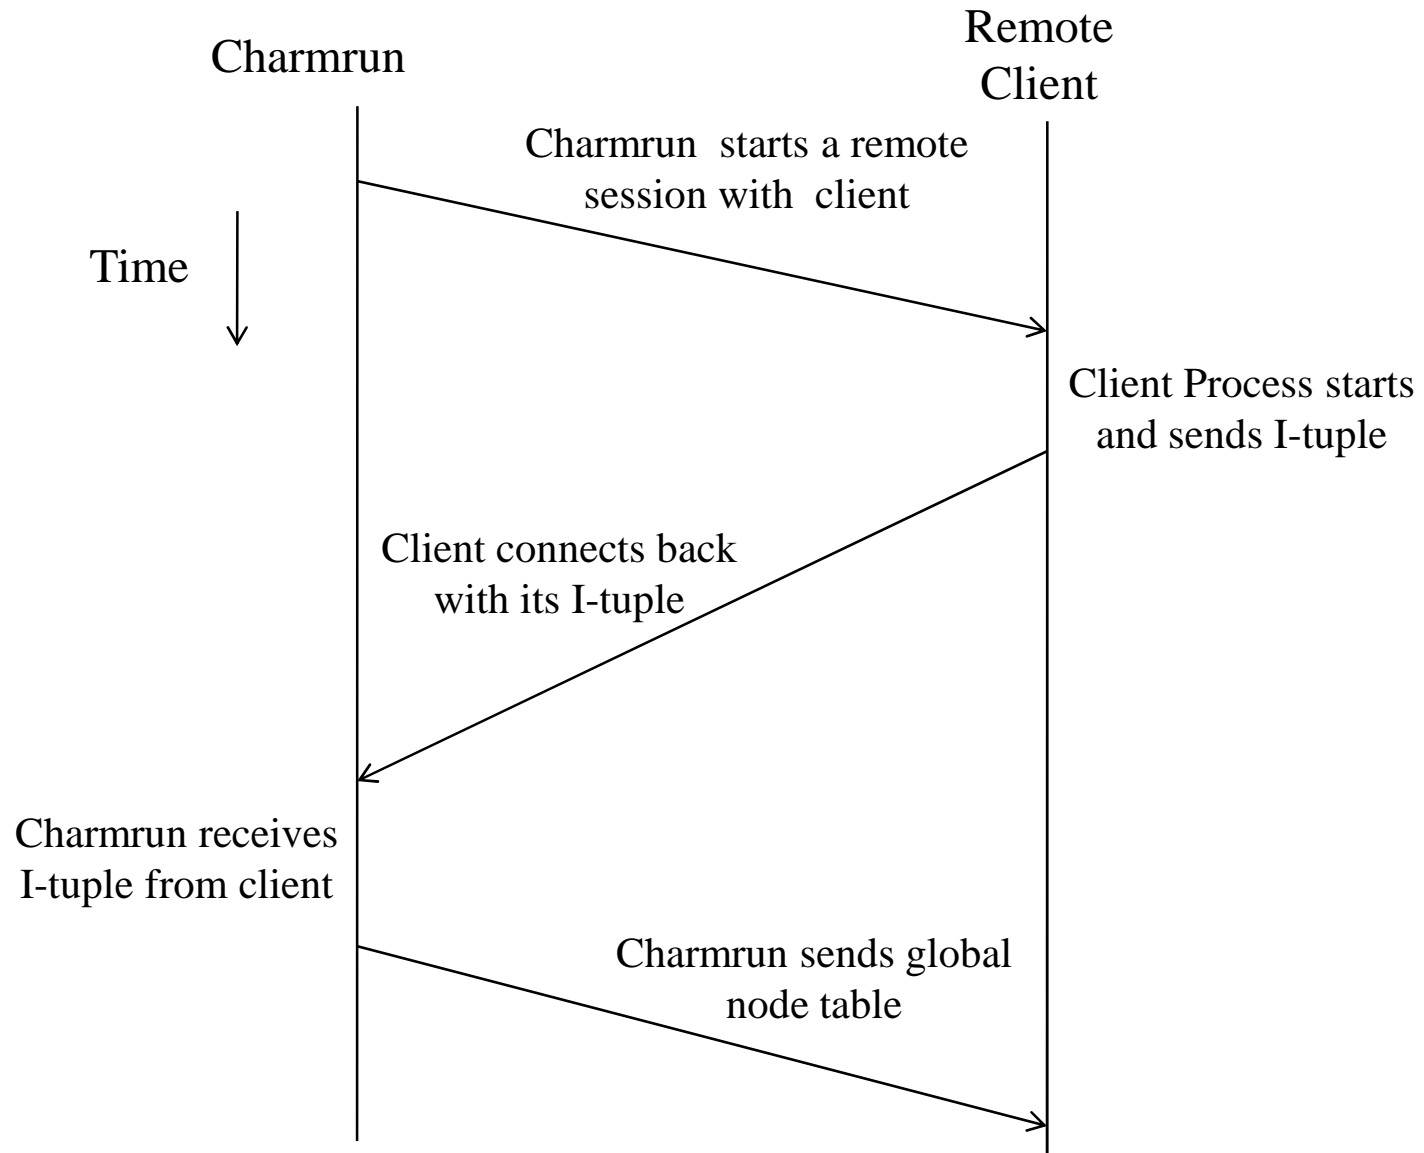 Charmrun
Remote
Client
Charmrun starts a remote
session with client
Time
Client Process starts
and sends I-tuple
Client connects back
with its I-tuple
Charmrun receives
I-tuple from client
Charmrun sends global
node table